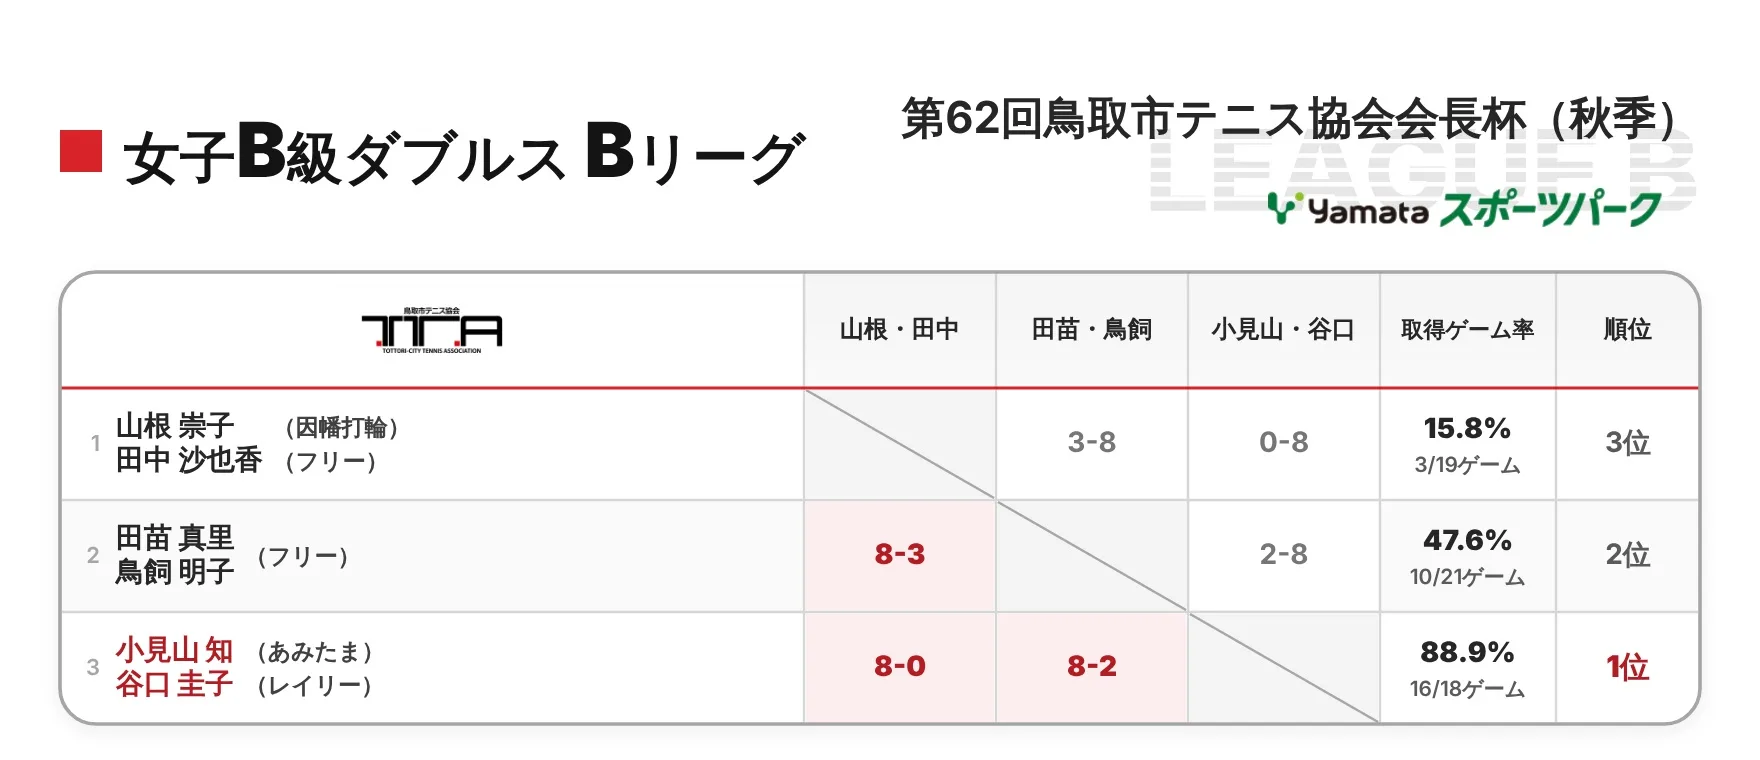 第62回鳥取市テニス協会会長杯（秋季）
女子B級ダブルス Bリーグ
LEAGUE B
Yamata スポーツパーク
鳥取市テニス協会
TTCA
TOTTORI-CITY TENNIS ASSOCIATION
山根・田中 田苗・鳥飼 小見山・谷口 取得ゲーム率 順位
1 山根 崇子 （因幡打輪）
田中 沙也香 （フリー）
3-8 0-8 15.8% 3/19ゲーム 3位
2 田苗 真里
鳥飼 明子 （フリー）
8-3 2-8 47.6% 10/21ゲーム 2位
3 小見山 知 （あみたま）
谷口 圭子 （レイリー）
8-0 8-2 88.9% 16/18ゲーム 1位